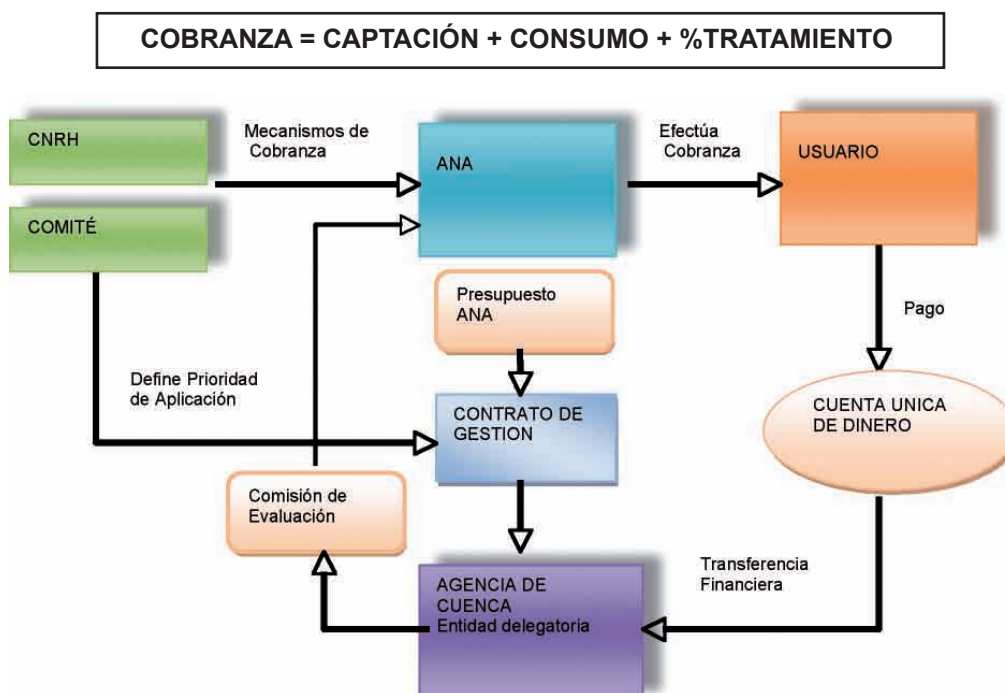 COBRANZA = CAPTACIÓN + CONSUMO + %TRATAMIENTO
CNRH
Mecanismos de
Cobranza
ANA
Efectúa
Cobranza
USUARIO
COMITÉ
Presupuesto
ANA
Pago
Define Prioridad
de Aplicación
CONTRATO DE
GESTION
CUENTA UNICA
DE DINERO
Comisión de
Evaluación
Transferencia
Financiera
AGENCIA DE
CUENCA
Entidad delegatoria